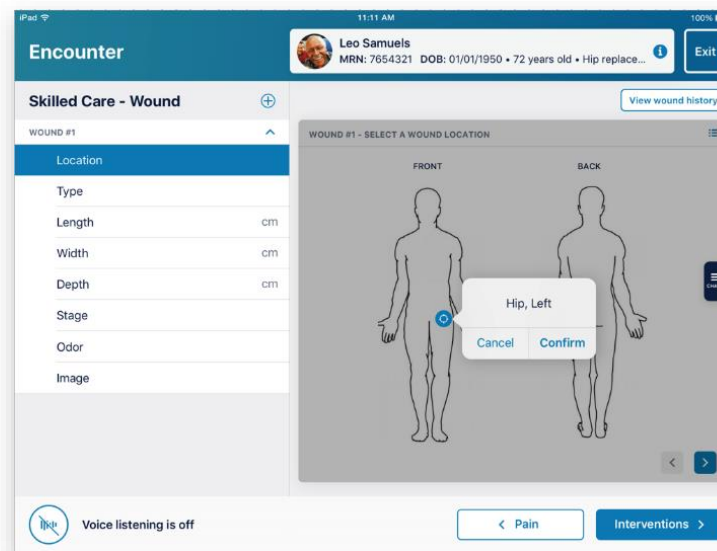 iPad
11:11 AM
100%
Encounter
Leo Samuels
MRN: 7654321 DOB: 01/01/1950 • 72 years old • Hip replace...
Exit
Skilled Care - Wound
View wound history
WOUND #1
WOUND #1 - SELECT A WOUND LOCATION
Location
FRONT
BACK
Type
Length cm
Width cm
Depth cm
Stage
Odor
Image
Hip, Left
Cancel Confirm
Voice listening is off
< Pain
Interventions >